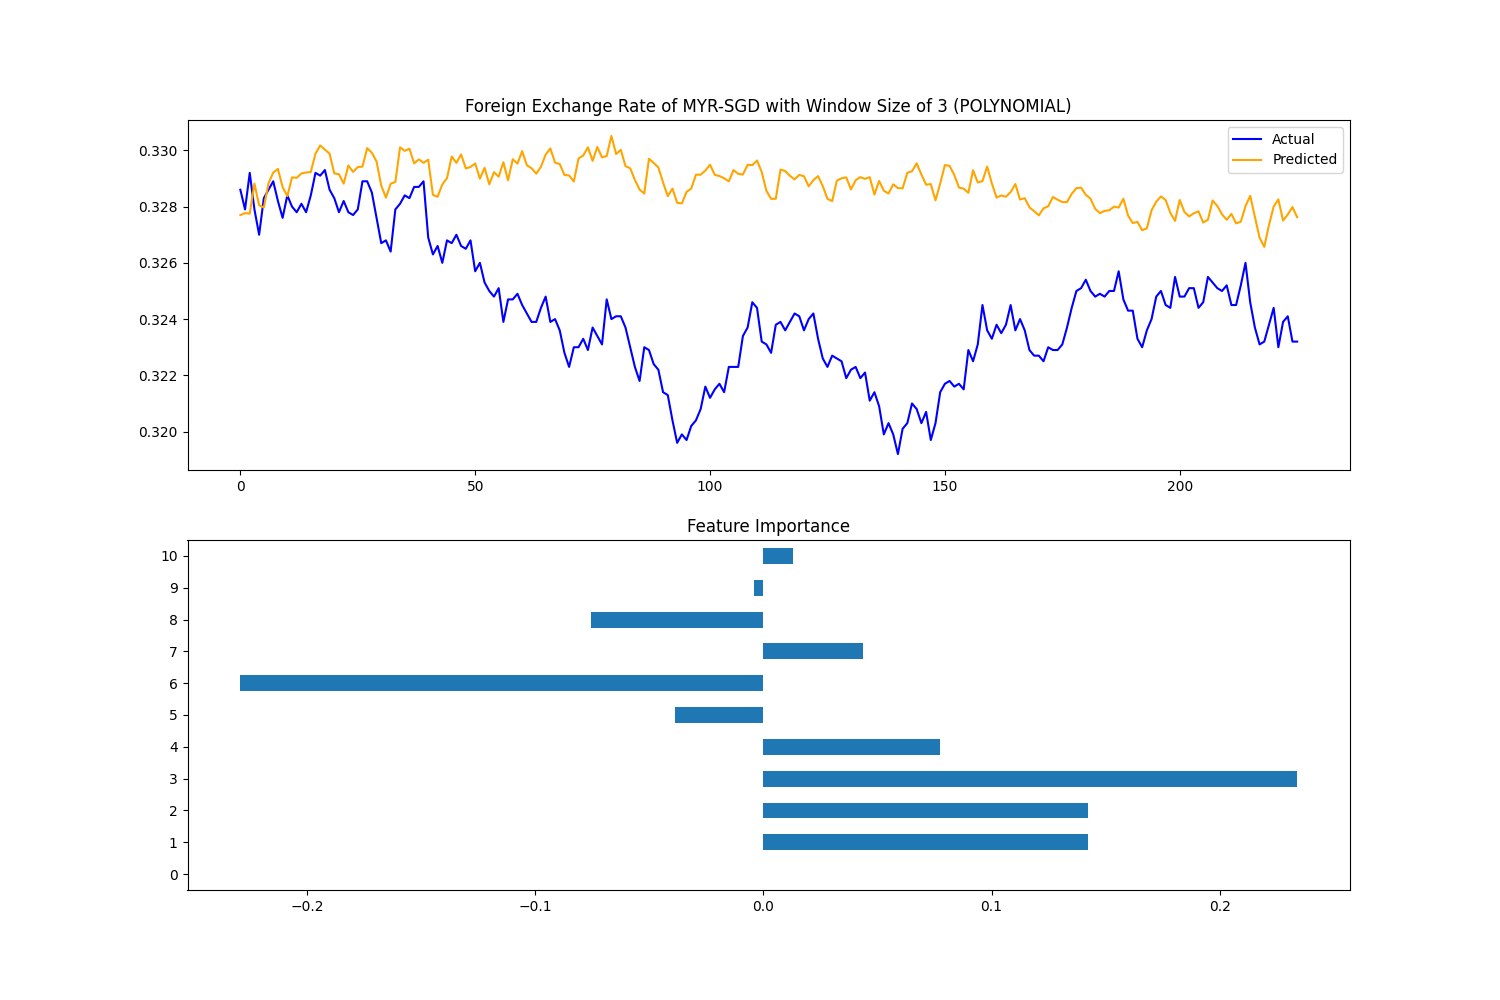 Foreign Exchange Rate of MYR-SGD with Window Size of 3 (POLYNOMIAL)
Actual
Predicted
0.330
0.328
0.326
0.324
0.322
0.320
0 50 100 150 200
Feature Importance
10
9
8
7
6
5
4
3
2
1
0
−0.2 −0.1 0.0 0.1 0.2